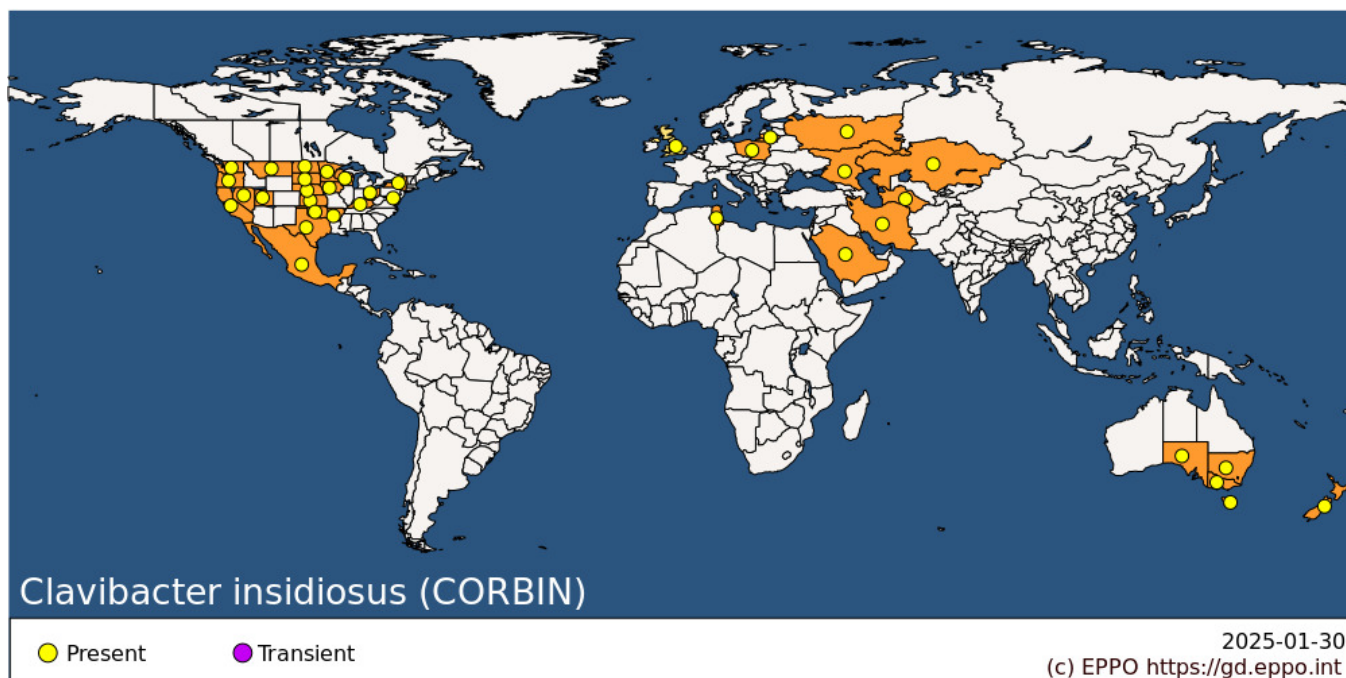 Clavibacter insidiosus (CORBIN)
Present
Transient
2025-01-30
(c) EPPO https://gd.eppo.int